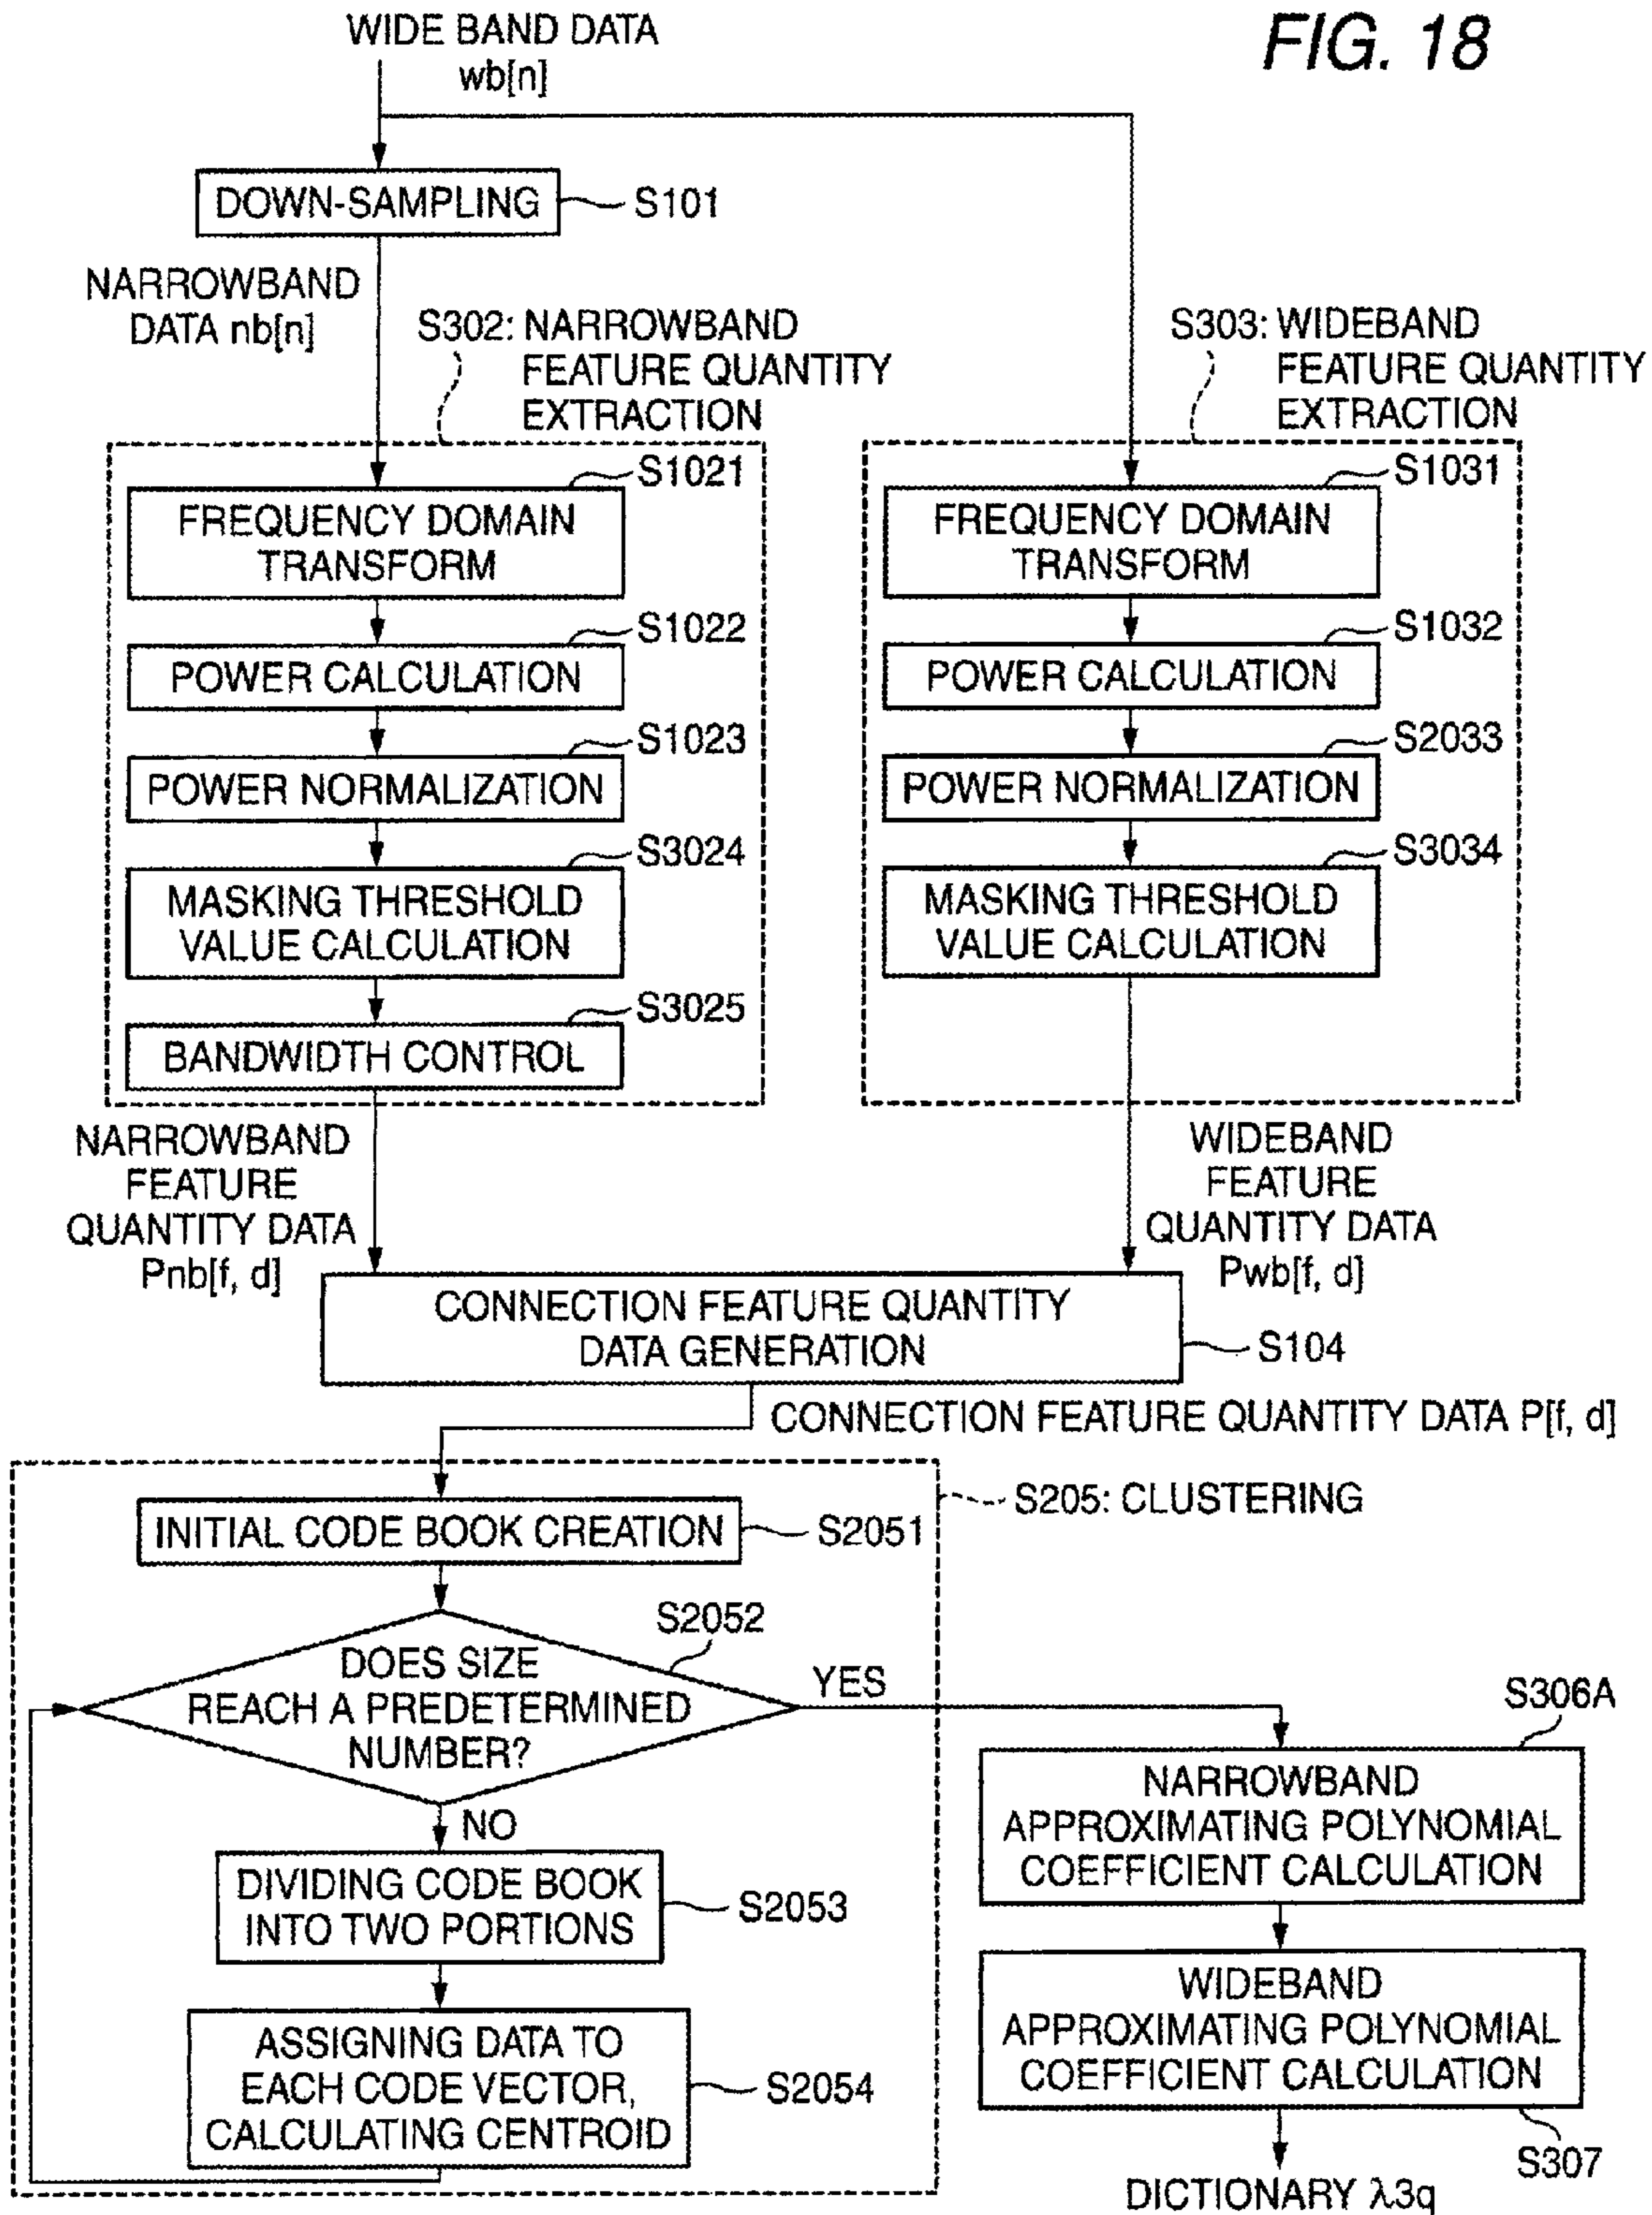 FIG. 18
WIDE BAND DATA
wb[n]
DOWN-SAMPLING
S101
NARROWBAND
DATA nb[n]
S302: NARROWBAND
FEATURE QUANTITY
EXTRACTION
S303: WIDEBAND
FEATURE QUANTITY
EXTRACTION
S1021
FREQUENCY DOMAIN
TRANSFORM
S1022
POWER CALCULATION
S1023
POWER NORMALIZATION
S3024
MASKING THRESHOLD
VALUE CALCULATION
S3025
BANDWIDTH CONTROL
S1031
FREQUENCY DOMAIN
TRANSFORM
S1032
POWER CALCULATION
S2033
POWER NORMALIZATION
S3034
MASKING THRESHOLD
VALUE CALCULATION
NARROWBAND
FEATURE
QUANTITY DATA
Pnb[f, d]
WIDEBAND
FEATURE
QUANTITY DATA
Pwb[f, d]
CONNECTION FEATURE QUANTITY
DATA GENERATION
S104
CONNECTION FEATURE QUANTITY DATA P[f, d]
S205: CLUSTERING
INITIAL CODE BOOK CREATION
S2051
S2052
DOES SIZE
REACH A PREDETERMINED
NUMBER?
YES
NO
DIVIDING CODE BOOK
INTO TWO PORTIONS
S2053
ASSIGNING DATA TO
EACH CODE VECTOR,
CALCULATING CENTROID
S2054
S306A
NARROWBAND
APPROXIMATING POLYNOMIAL
COEFFICIENT CALCULATION
WIDEBAND
APPROXIMATING POLYNOMIAL
COEFFICIENT CALCULATION
S307
DICTIONARY λ3q